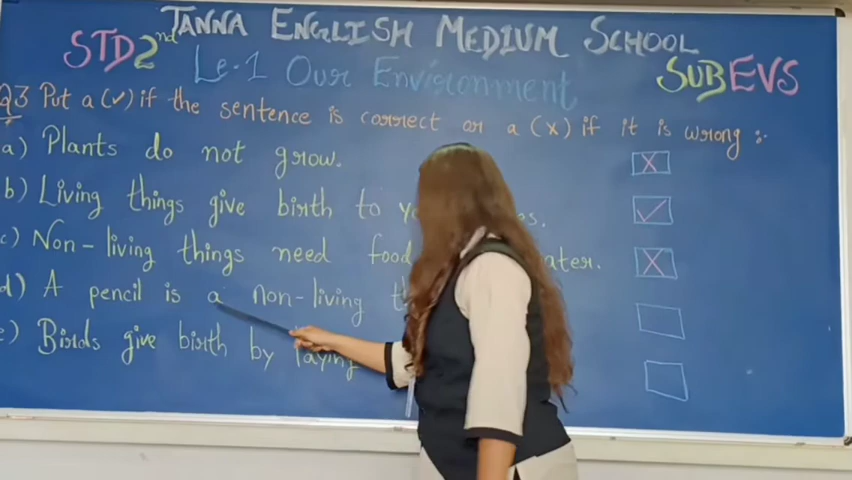 TANNA ENGLISH MEDIUM SCHOOL
STD 2nd
Le.1 Our Environment
SUB EVS
Q3 Put a (✓) if the sentence is correct or a (x) if it is wrong :-
a) Plants do not grow. X
b) Living things give birth to ✓
c) Non-living things need food X
d) A pencil is a non-living
e) Birds give birth by laying